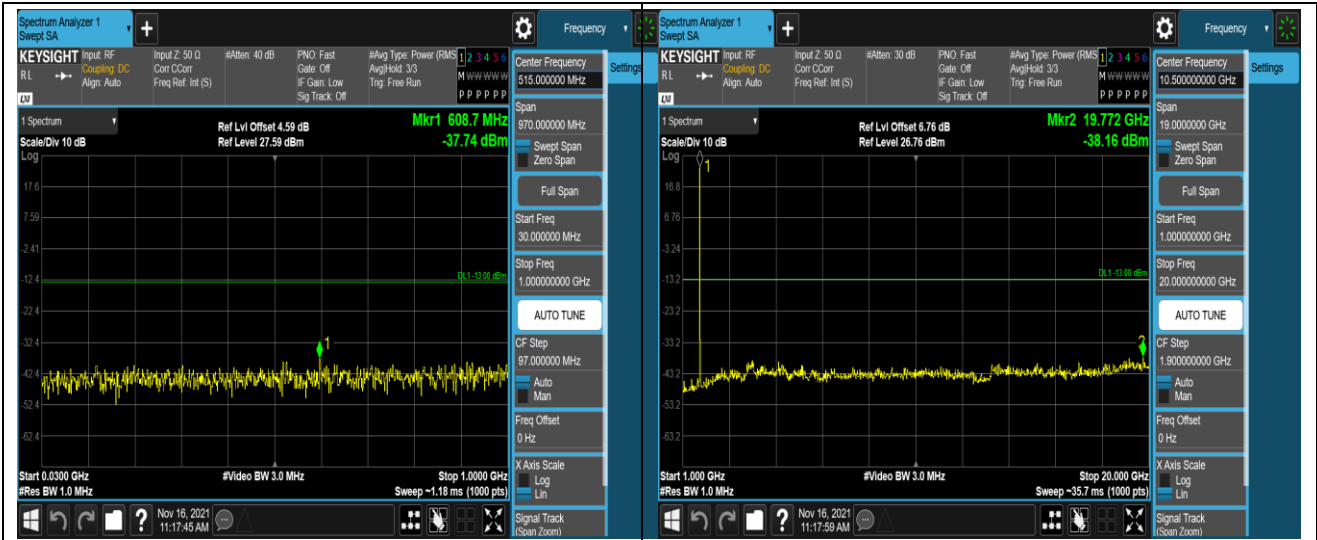 Spectrum Analyzer 1
Swept SA
+
Frequency
KEYSIGHT
RL
LXI
Input: RF
Coupling: DC
Align: Auto
Input Z: 50 Ω
Corr CCorr
Freq Ref: Int (S)
#Atten: 40 dB
PNO: Fast
Gate: Off
IF Gain: Low
Sig Track: Off
#Avg Type: Power (RMS
Avg|Hold: 3/3
Trig: Free Run
1 2 3 4 5 6
M W W W W W
P P P P P P
Center Frequency
515.000000 MHz
Settings
Span
970.000000 MHz
Swept Span
Zero Span
Full Span
Start Freq
30.000000 MHz
Stop Freq
1.000000000 GHz
AUTO TUNE
CF Step
97.000000 MHz
Auto
Man
Freq Offset
0 Hz
X Axis Scale
Log
Lin
Signal Track
(Span Zoom)
1 Spectrum
Scale/Div 10 dB
Log
Ref Lvl Offset 4.59 dB
Ref Level 27.59 dBm
Mkr1 608.7 MHz
-37.74 dBm
17.6
7.59
-2.41
-12.4
-22.4
-32.4
-42.4
-52.4
-62.4
DL1 -13.00 dBm
1
Start 0.0300 GHz
#Res BW 1.0 MHz
#Video BW 3.0 MHz
Stop 1.0000 GHz
Sweep ~1.18 ms (1000 pts)
?
Nov 16, 2021
11:17:45 AM
Spectrum Analyzer 1
Swept SA
+
Frequency
KEYSIGHT
RL
LXI
Input: RF
Coupling: DC
Align: Auto
Input Z: 50 Ω
Corr CCorr
Freq Ref: Int (S)
#Atten: 30 dB
PNO: Fast
Gate: Off
IF Gain: Low
Sig Track: Off
#Avg Type: Power (RMS
Avg|Hold: 3/3
Trig: Free Run
1 2 3 4 5 6
M W W W W W
P P P P P P
Center Frequency
10.500000000 GHz
Settings
Span
19.0000000 GHz
Swept Span
Zero Span
Full Span
Start Freq
1.000000000 GHz
Stop Freq
20.000000000 GHz
AUTO TUNE
CF Step
1.900000000 GHz
Auto
Man
Freq Offset
0 Hz
X Axis Scale
Log
Lin
Signal Track
(Span Zoom)
1 Spectrum
Scale/Div 10 dB
Log
Ref Lvl Offset 6.76 dB
Ref Level 26.76 dBm
Mkr2 19.772 GHz
-38.16 dBm
1
16.8
6.76
-3.24
-13.2
-23.2
-33.2
-43.2
-53.2
-63.2
DL1 -13.00 dBm
2
Start 1.000 GHz
#Res BW 1.0 MHz
#Video BW 3.0 MHz
Stop 20.000 GHz
Sweep ~35.7 ms (1000 pts)
?
Nov 16, 2021
11:17:59 AM